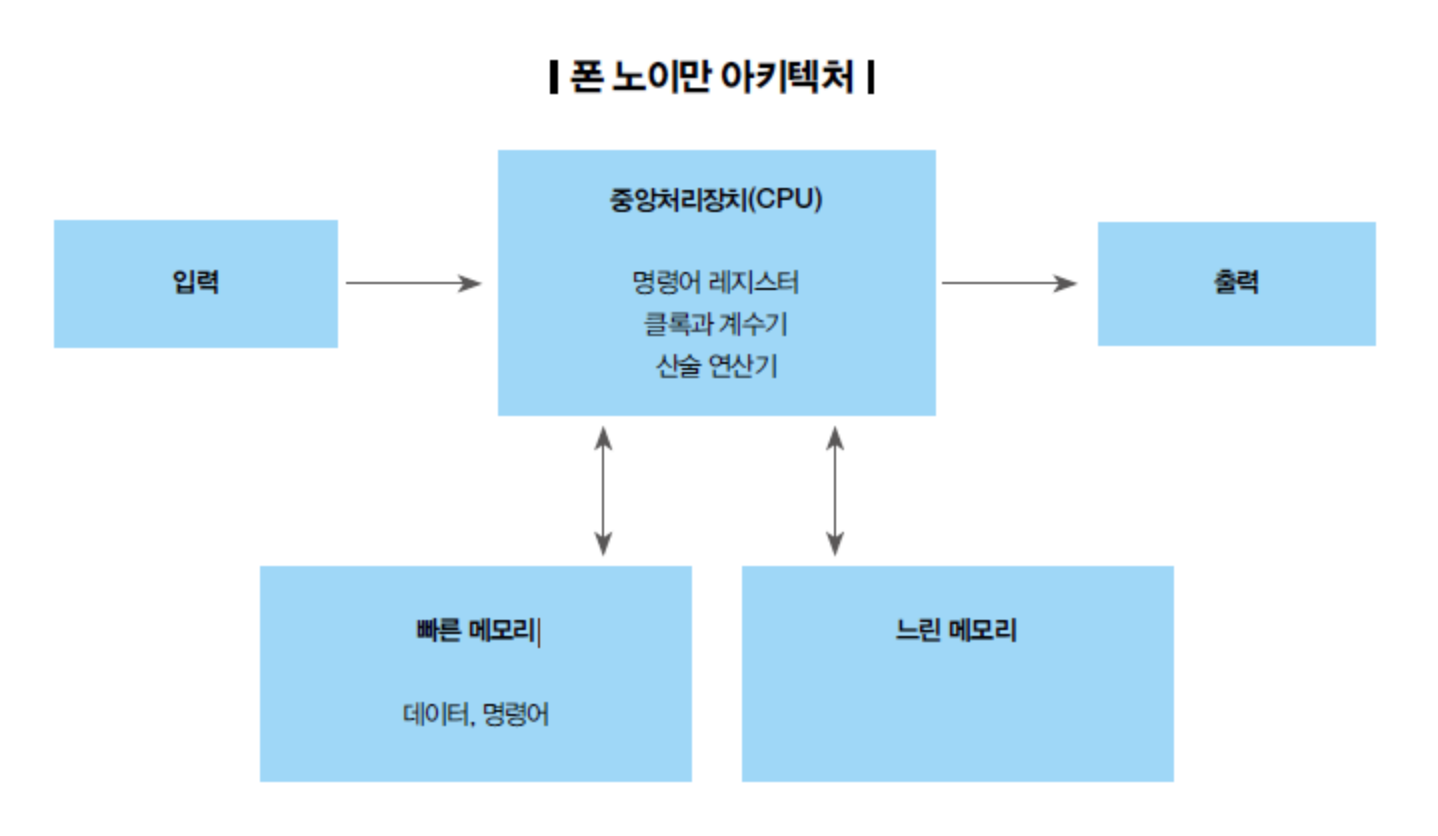 | 폰 노이만 아키텍처 |
중앙처리장치(CPU)
입력
명령어 레지스터
출력
클록과 계수기
산술 연산기
빠른 메모리
느린 메모리
데이터, 명령어